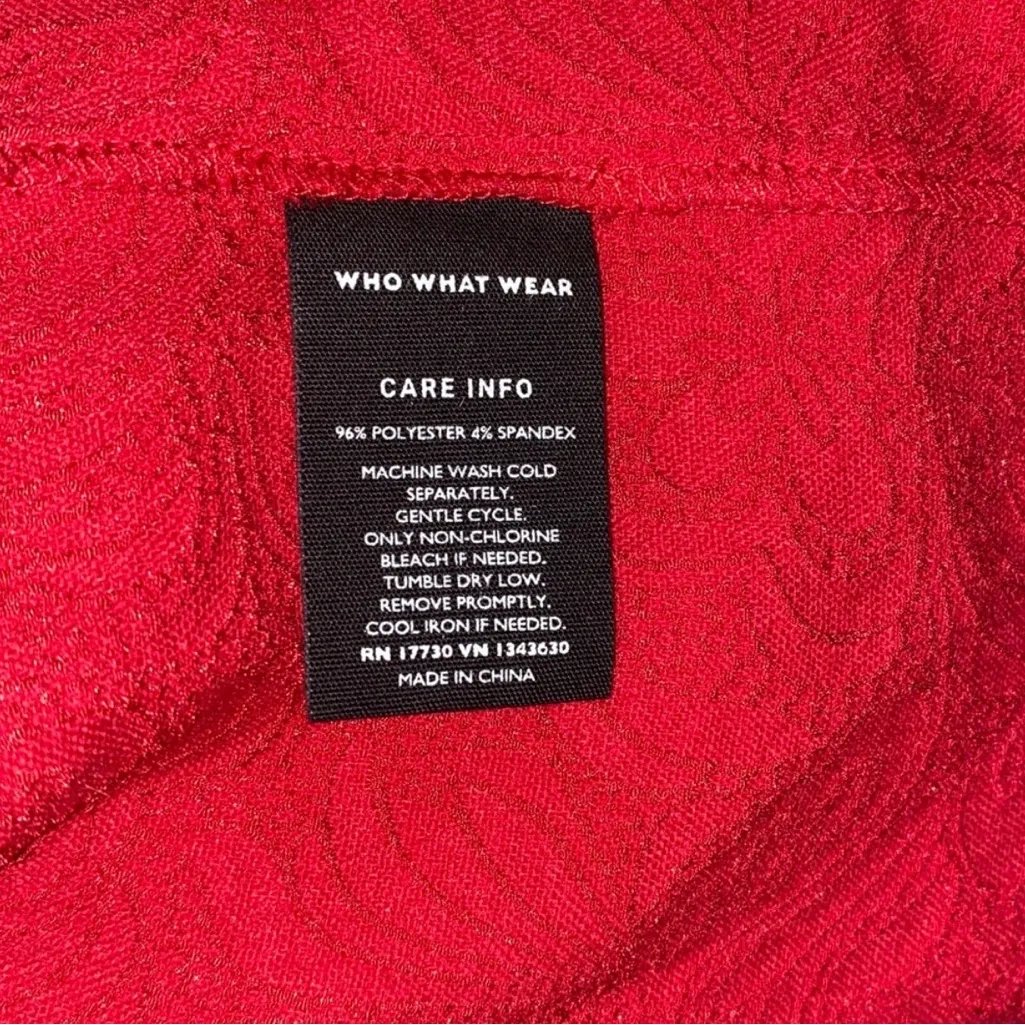 WHO WHAT WEAR
CARE INFO
96% POLYESTER 4% SPANDEX
MACHINE WASH COLD
SEPARATELY.
GENTLE CYCLE.
ONLY NON-CHLORINE
BLEACH IF NEEDED.
TUMBLE DRY LOW.
REMOVE PROMPTLY.
COOL IRON IF NEEDED.
RN 17730 VN 1343630
MADE IN CHINA